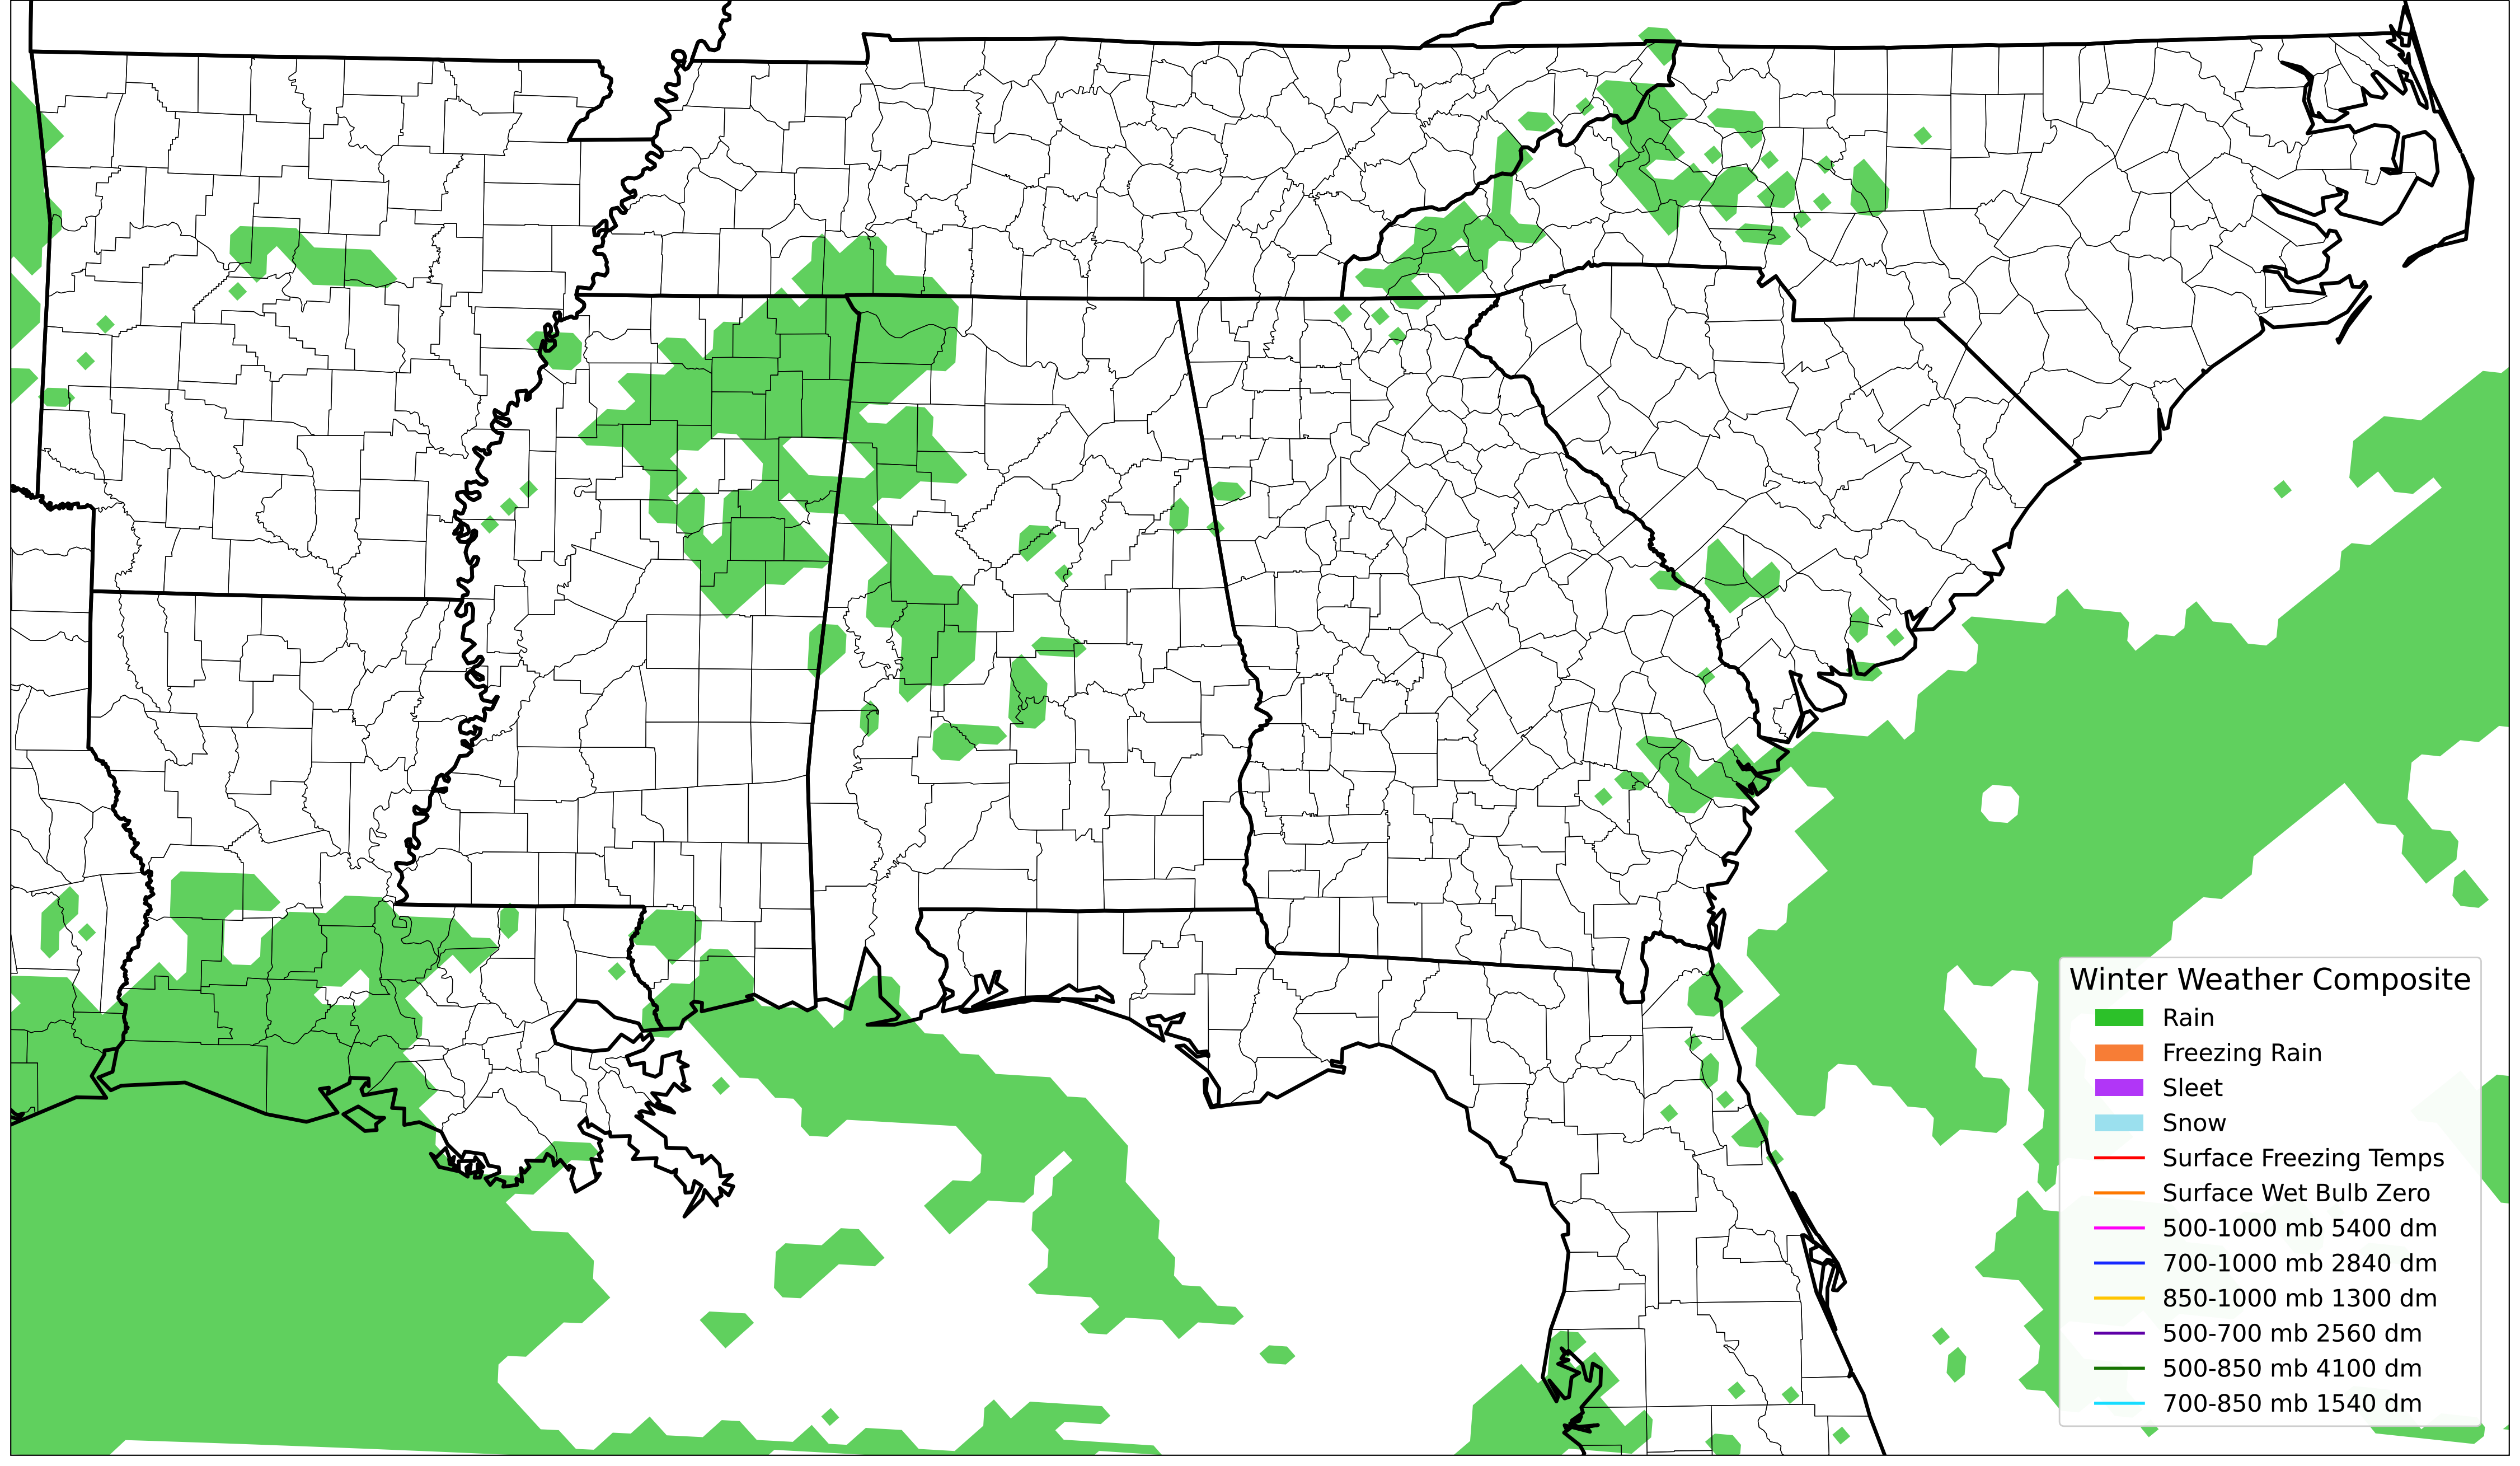 Winter Weather Composite
Rain
Freezing Rain
Sleet
Snow
Surface Freezing Temps
Surface Wet Bulb Zero
500-1000 mb 5400 dm
700-1000 mb 2840 dm
850-1000 mb 1300 dm
500-700 mb 2560 dm
500-850 mb 4100 dm
700-850 mb 1540 dm